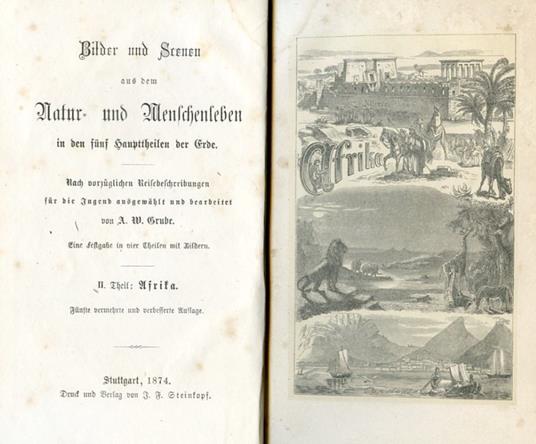 Bilder und Scenen
aus dem
Natur- und Menschenleben
in den fünf Haupttheilen der Erde.
Nach vorzüglichen Reisebeschreibungen
für die Jugend ausgewählt und bearbeitet
von A. W. Grube.
Eine Festgabe in vier Theilen mit Bildern.
II. Theil: Afrika.
Fünfte vermehrte und verbesserte Auflage.
Stuttgart, 1874.
Druck und Verlag von J. F. Steinkopf.
Afrika